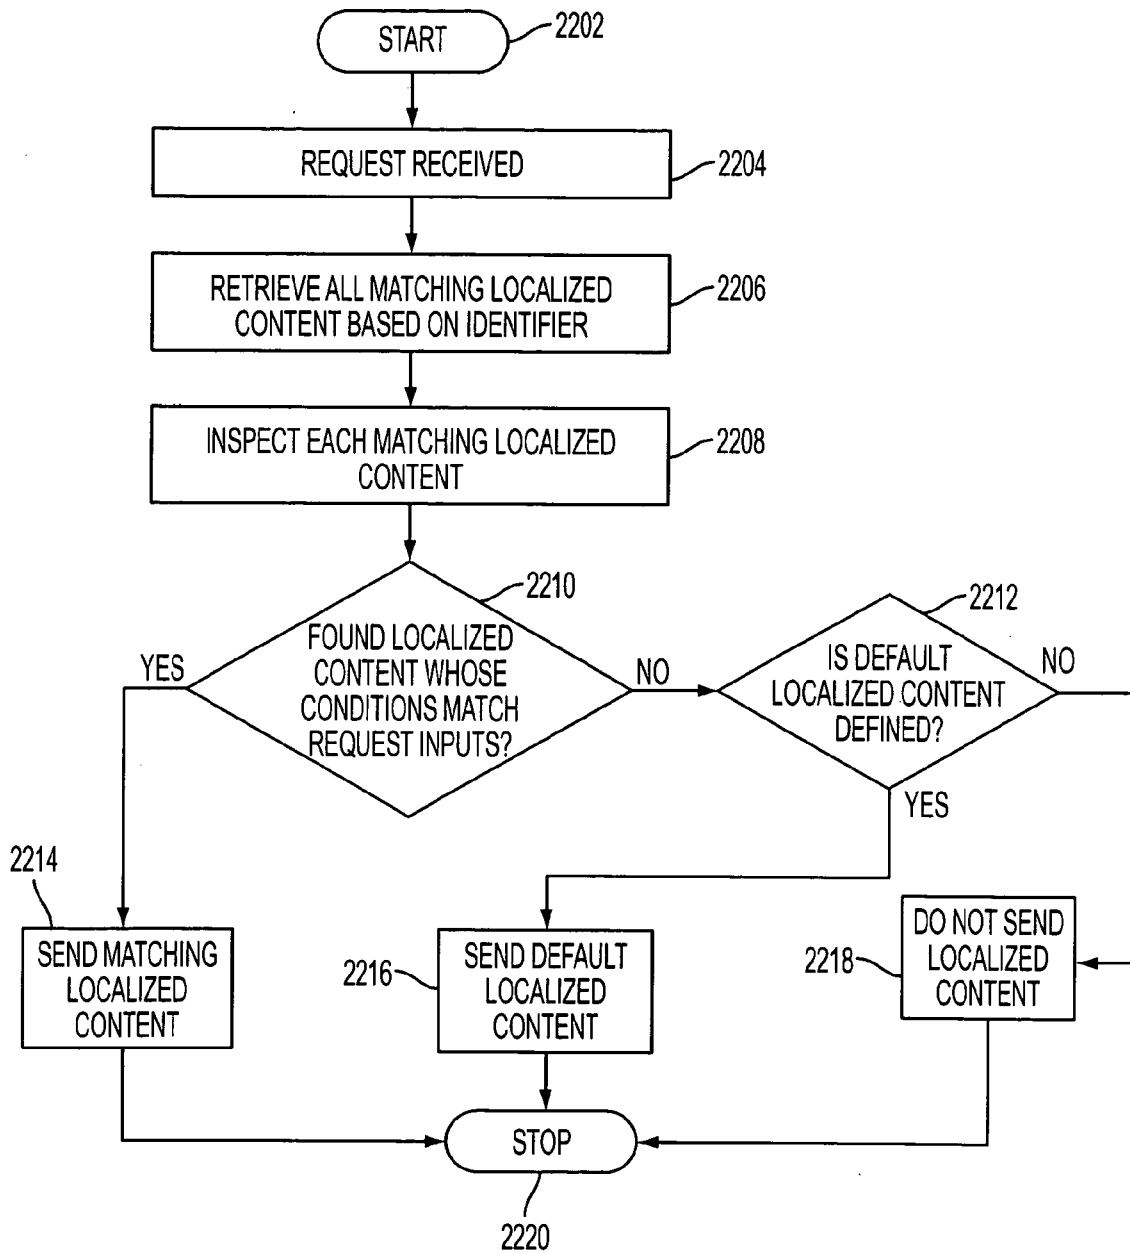 START
2202
REQUEST RECEIVED
2204
RETRIEVE ALL MATCHING LOCALIZED
CONTENT BASED ON IDENTIFIER
2206
INSPECT EACH MATCHING LOCALIZED
CONTENT
2208
2210
FOUND LOCALIZED
CONTENT WHOSE
CONDITIONS MATCH
REQUEST INPUTS?
YES
NO
2212
IS DEFAULT
LOCALIZED CONTENT
DEFINED?
NO
YES
2214
SEND MATCHING
LOCALIZED
CONTENT
2216
SEND DEFAULT
LOCALIZED
CONTENT
2218
DO NOT SEND
LOCALIZED
CONTENT
STOP
2220